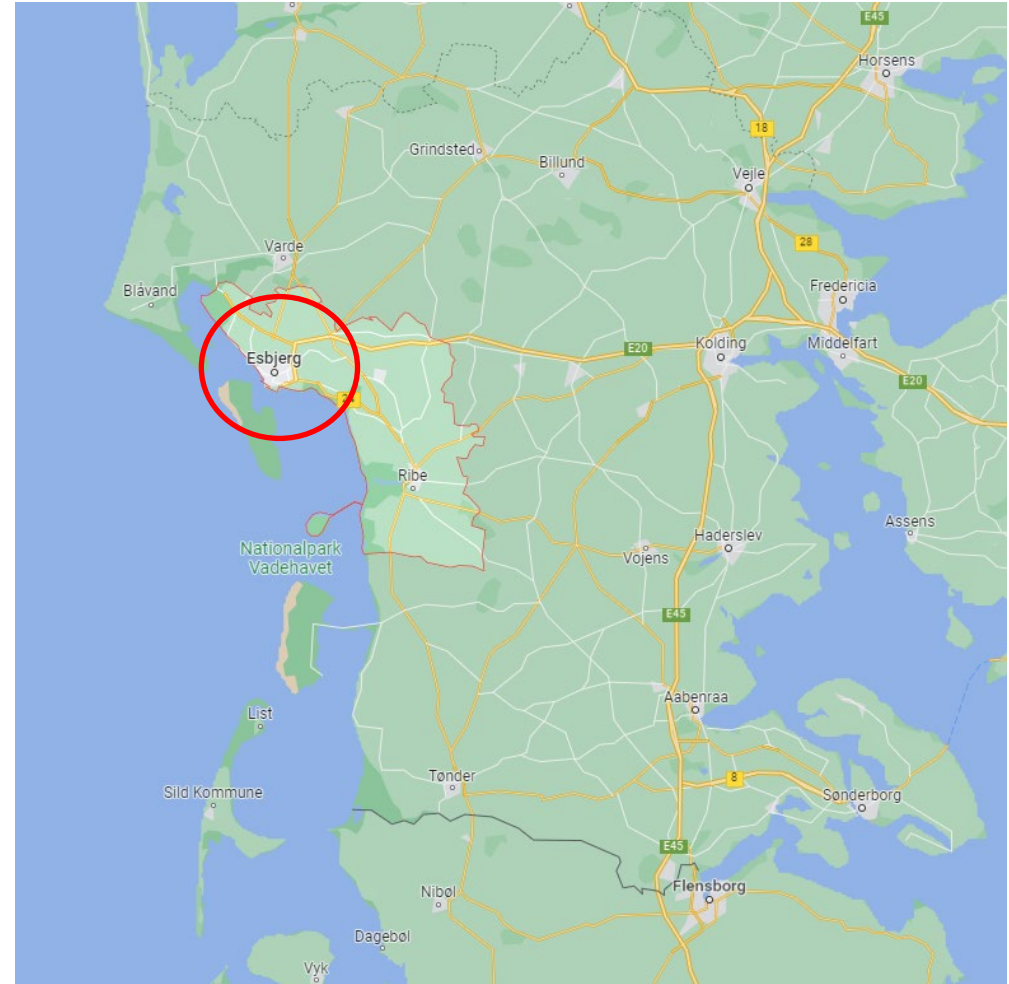 E45
Horsens
18
Grindsted
Billund
Vejle
28
Varde
Blåvand
Fredericia
Esbjerg
E20
Kolding
Middelfart
E20
24
Ribe
Assens
Nationalpark
Vadehavet
Haderslev
Vojens
E45
Aabenraa
List
Tønder
8
Sild Kommune
Sønderborg
E45
Flensborg
Nibøl
Dagebøl
Vyk